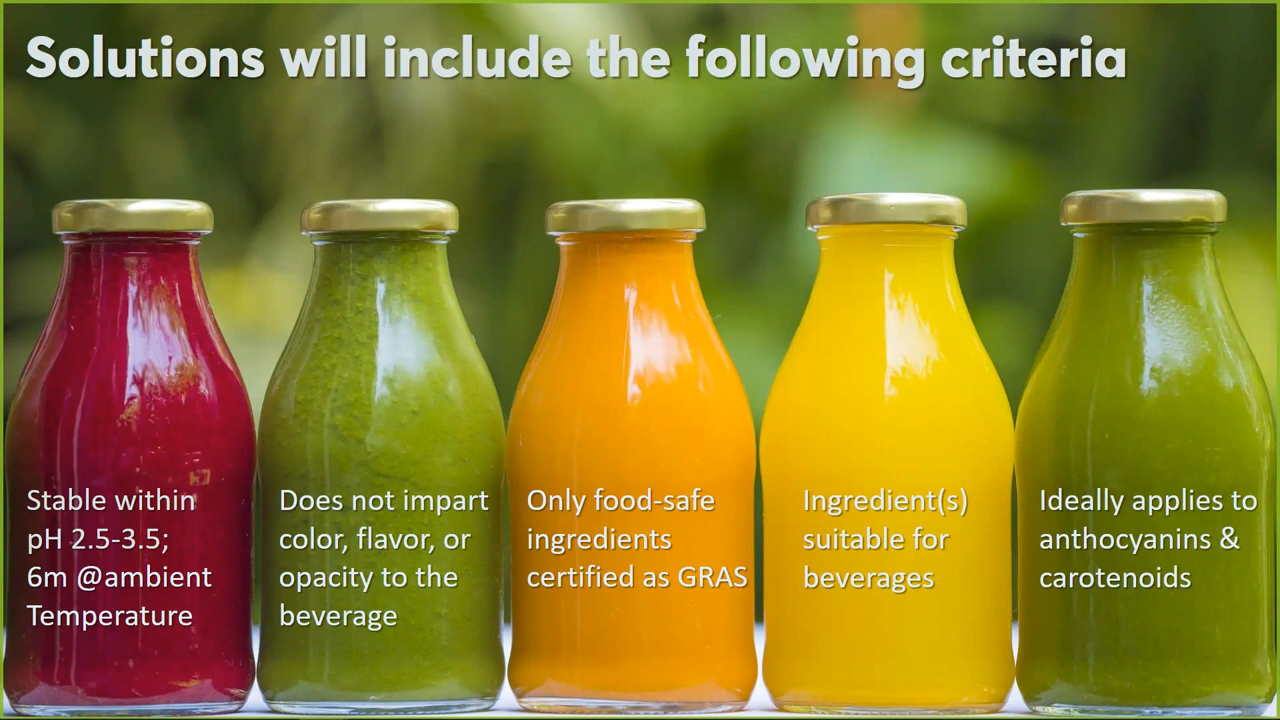 Solutions will include the following criteria
Stable within
pH 2.5-3.5;
6m @ambient
Temperature
Does not impart
color, flavor, or
opacity to the
beverage
Only food-safe
ingredients
certified as GRAS
Ingredient(s)
suitable for
beverages
Ideally applies to
anthocyanins &
carotenoids